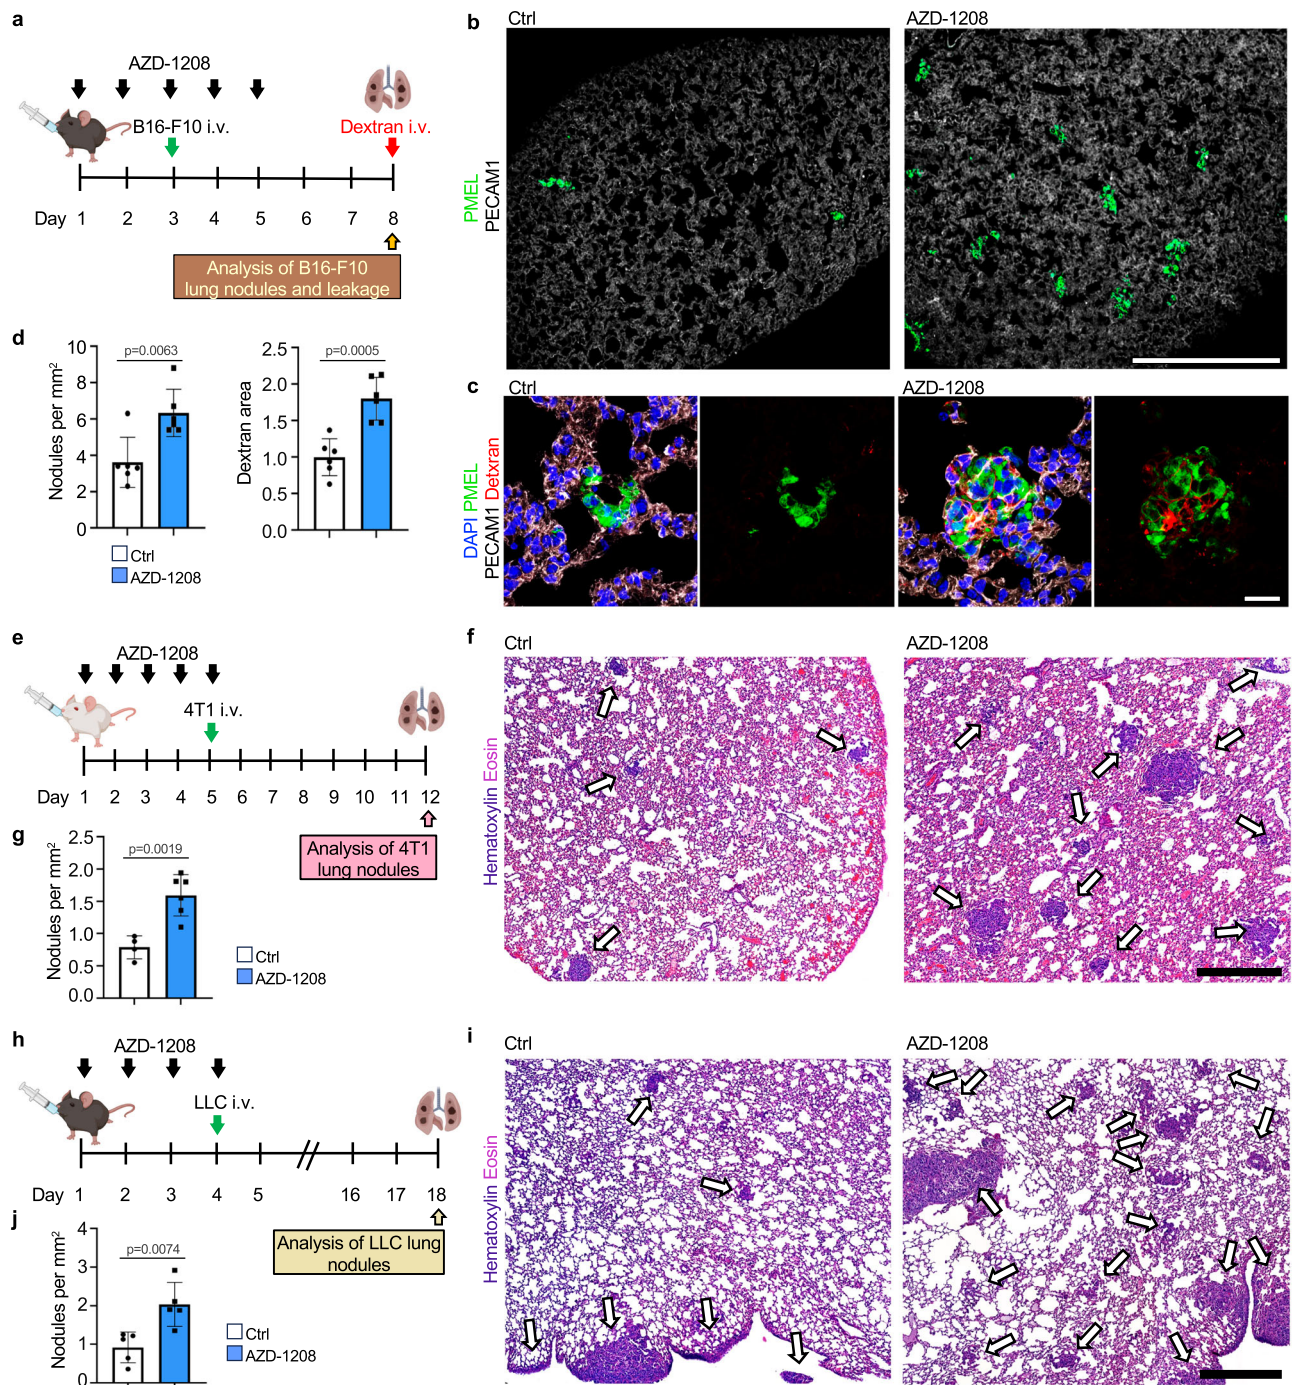 a
AZD-1208
B16-F10 i.v.
Dextran i.v.
Day 1 2 3 4 5 6 7 8
Analysis of B16-F10
lung nodules and leakage
b
Ctrl
AZD-1208
PMEL
PECAM1
c
Ctrl
AZD-1208
DAPI PMEL
PECAM1 Detxran
d
Nodules per mm2
10
8
6
4
2
0
p=0.0063
Ctrl
AZD-1208
Dextran area
2.5
2.0
1.5
1.0
0.5
0.0
p=0.0005
e
AZD-1208
4T1 i.v.
Day 1 2 3 4 5 6 7 8 9 10 11 12
Analysis of 4T1
lung nodules
f
Ctrl
AZD-1208
Hematoxylin Eosin
g
Nodules per mm2
2.5
2.0
1.5
1.0
0.5
0.0
p=0.0019
Ctrl
AZD-1208
h
AZD-1208
LLC i.v.
Day 1 2 3 4 5 16 17 18
Analysis of LLC lung
nodules
i
Ctrl
AZD-1208
Hematoxylin Eosin
j
Nodules per mm2
4
3
2
1
0
p=0.0074
Ctrl
AZD-1208